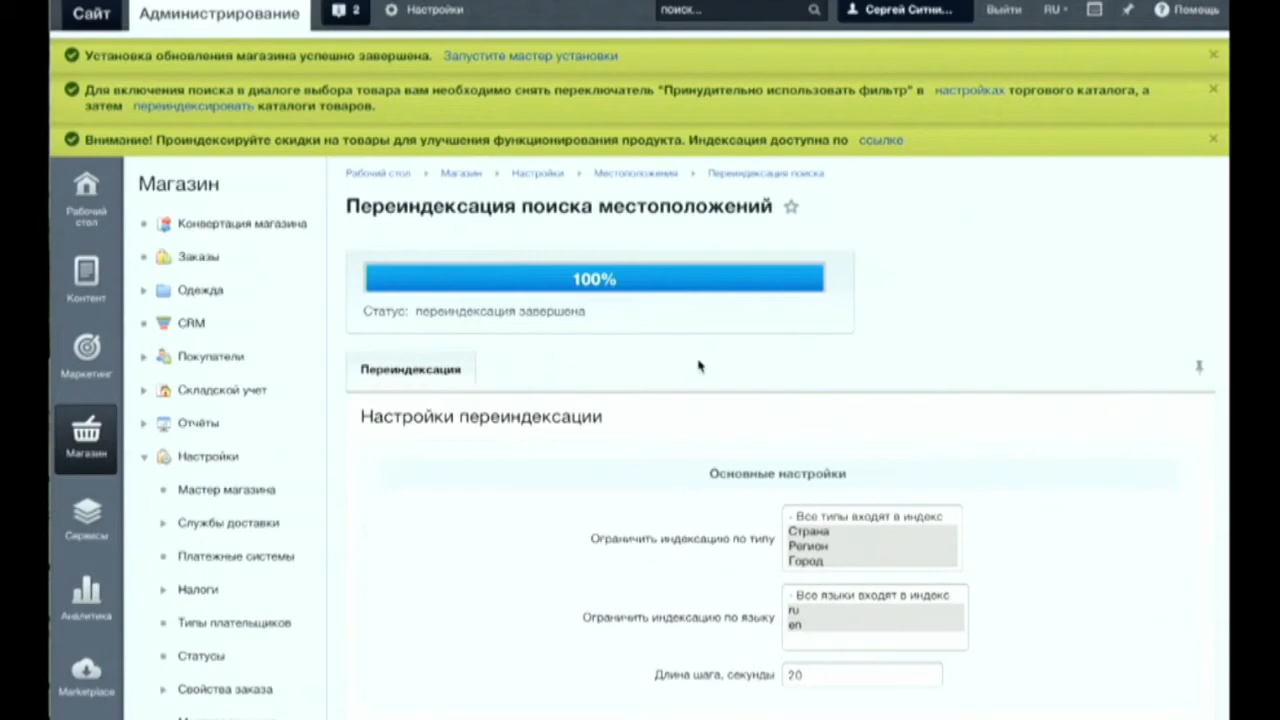 Сайт
Администрирование
2
Настройки
поиск...
Сергей Ситни...
Выйти
RU
Помощь
Установка обновления магазина успешно завершена. Запустите мастер установки
Для включения поиска в диалоге выбора товара вам необходимо снять переключатель "Принудительно использовать фильтр" в настройках торгового каталога, а
затем переиндексировать каталоги товаров.
Внимание! Проиндексируйте скидки на товары для улучшения функционирования продукта. Индексация доступна по ссылке
Рабочий
стол
Контент
Маркетинг
Магазин
Сервисы
Аналитика
Marketplace
Магазин
Конвертация магазина
Заказы
Одежда
CRM
Покупатели
Складской учет
Отчёты
Настройки
Мастер магазина
Службы доставки
Платежные системы
Налоги
Типы плательщиков
Статусы
Свойства заказа
Рабочий стол
Магазин
Настройки
Местоположения
Переиндексация поиска
Переиндексация поиска местоположений
100%
Статус: переиндексация завершена
Переиндексация
Настройки переиндексации
Основные настройки
Ограничить индексацию по типу
- Все типы входят в индекс
Страна
Регион
Город
Ограничить индексацию по языку
- Все языки входят в индекс
ru
en
Длина шага, секунды
20